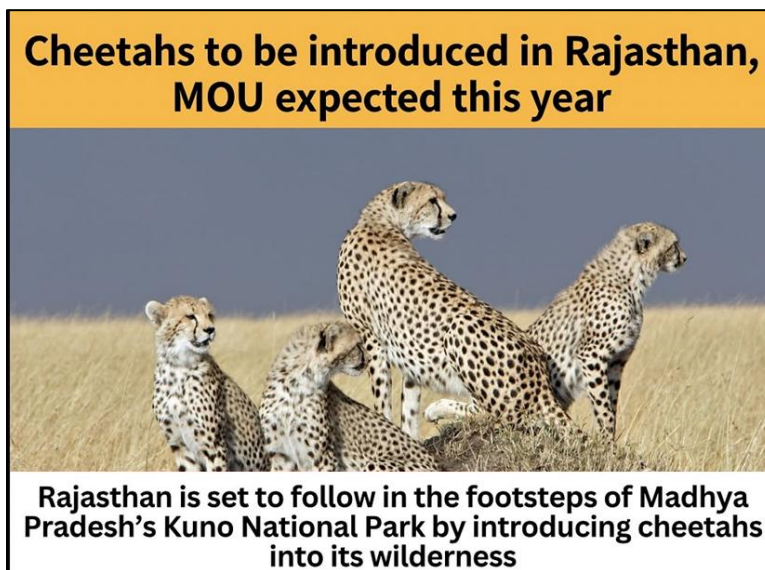 Cheetahs to be introduced in Rajasthan,
MOU expected this year
Rajasthan is set to follow in the footsteps of Madhya
Pradesh’s Kuno National Park by introducing cheetahs
into its wilderness